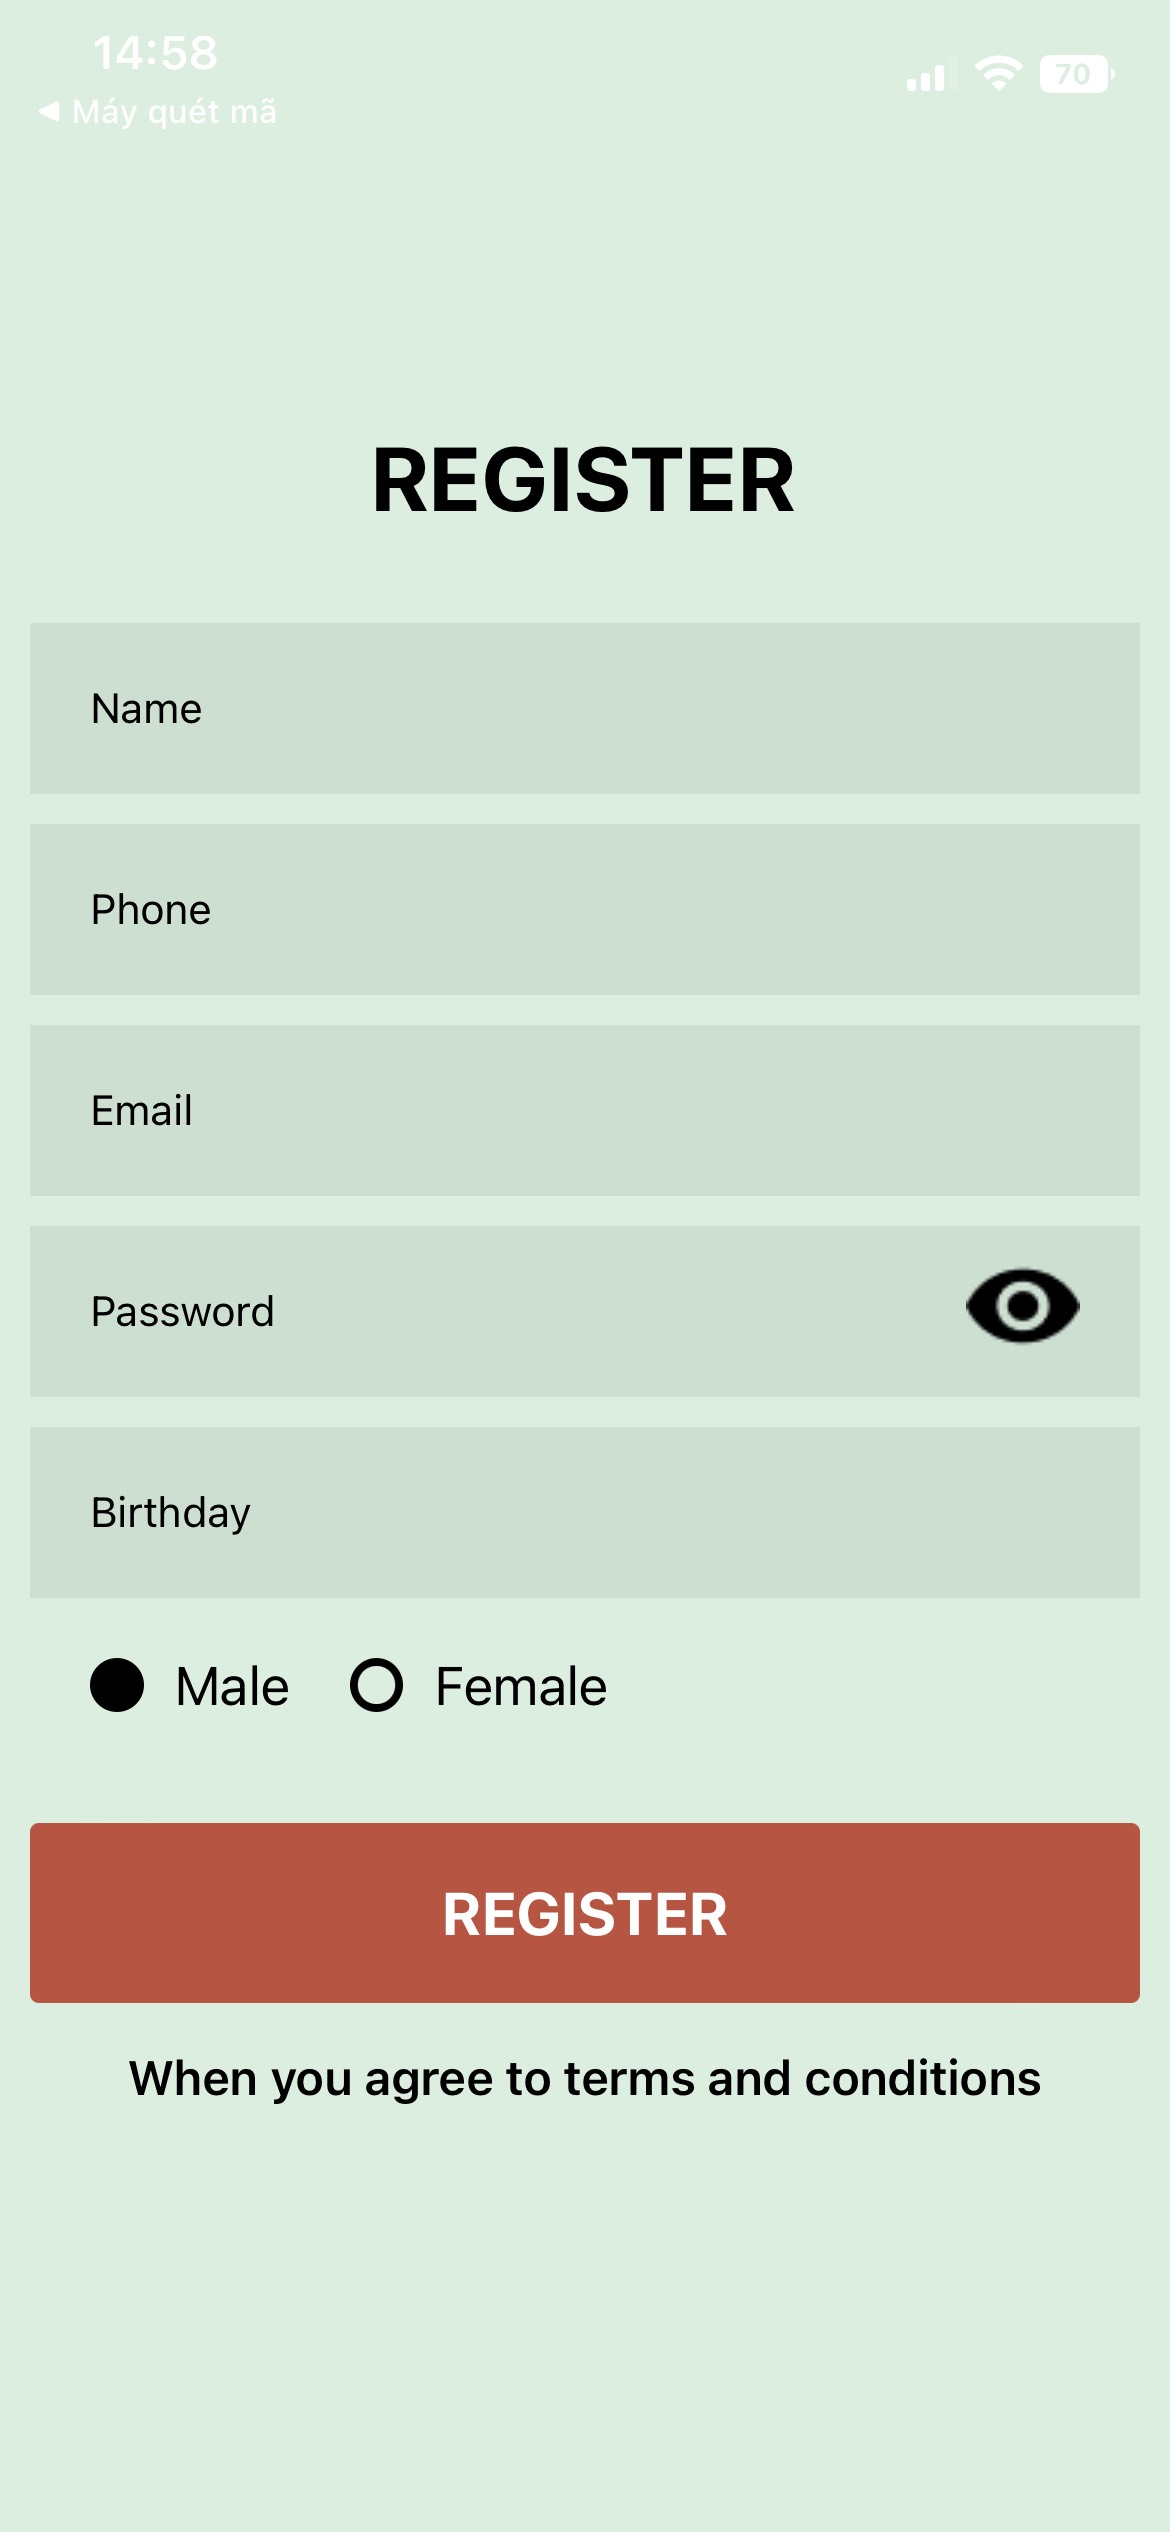 14:58
70
◀ Máy quét mã
REGISTER
Name
Phone
Email
Password
Birthday
Male Female
REGISTER
When you agree to terms and conditions